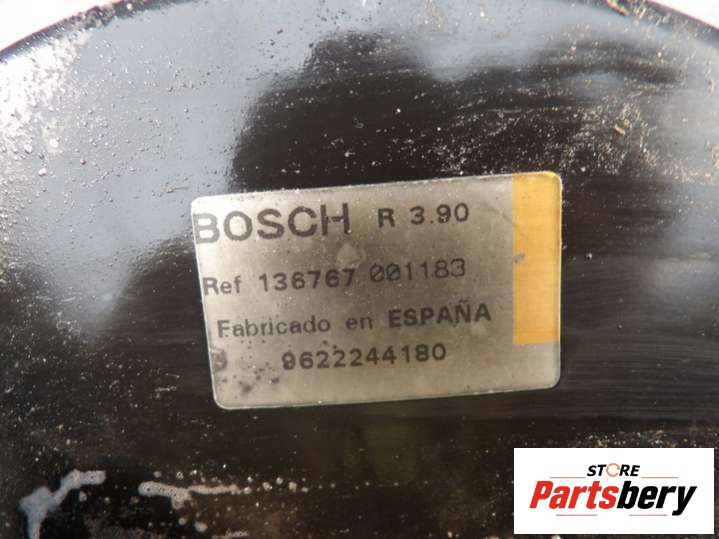 BOSCH R 3.90
Ref 136767 001183
Fabricado en ESPAÑA
9622244180
STORE
Partsbery